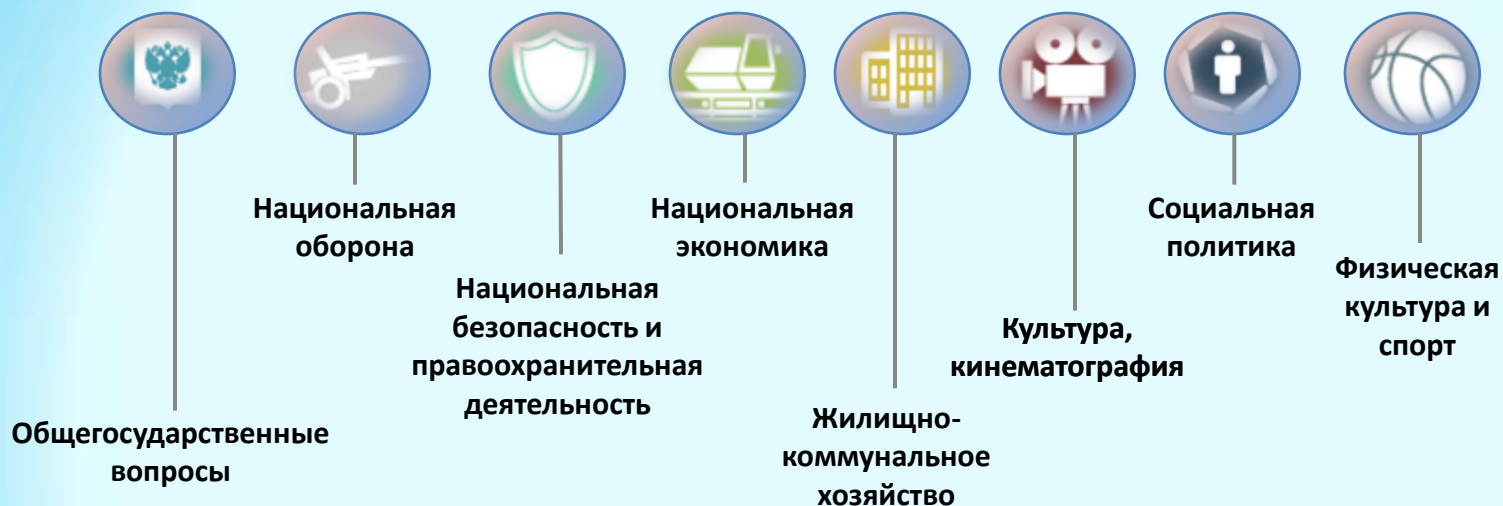 Общегосударственные
вопросы
Национальная
оборона
Национальная
безопасность и
правоохранительная
деятельность
Национальная
экономика
Жилищно-
коммунальное
хозяйство
Культура,
кинематография
Социальная
политика
Физическая
культура и
спорт